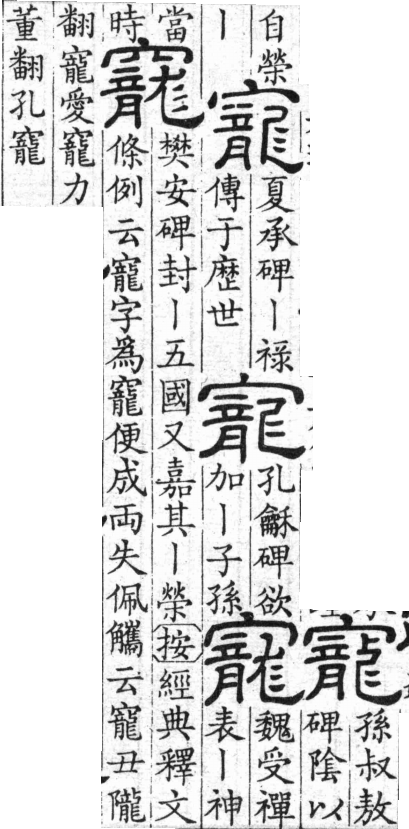 寵
孫叔敖
碑陰以
自榮
丨
寵
夏承碑丨祿
傳于歷世
寵
孔龢碑欲
加丨子孫
寵
魏受禪
表丨神
當
時
寵
樊安碑封丨五國又嘉其丨榮按經典釋文
條例云寵字爲竉便成兩失佩觿云寵丑隴
翻寵愛竉力
董翻孔竉